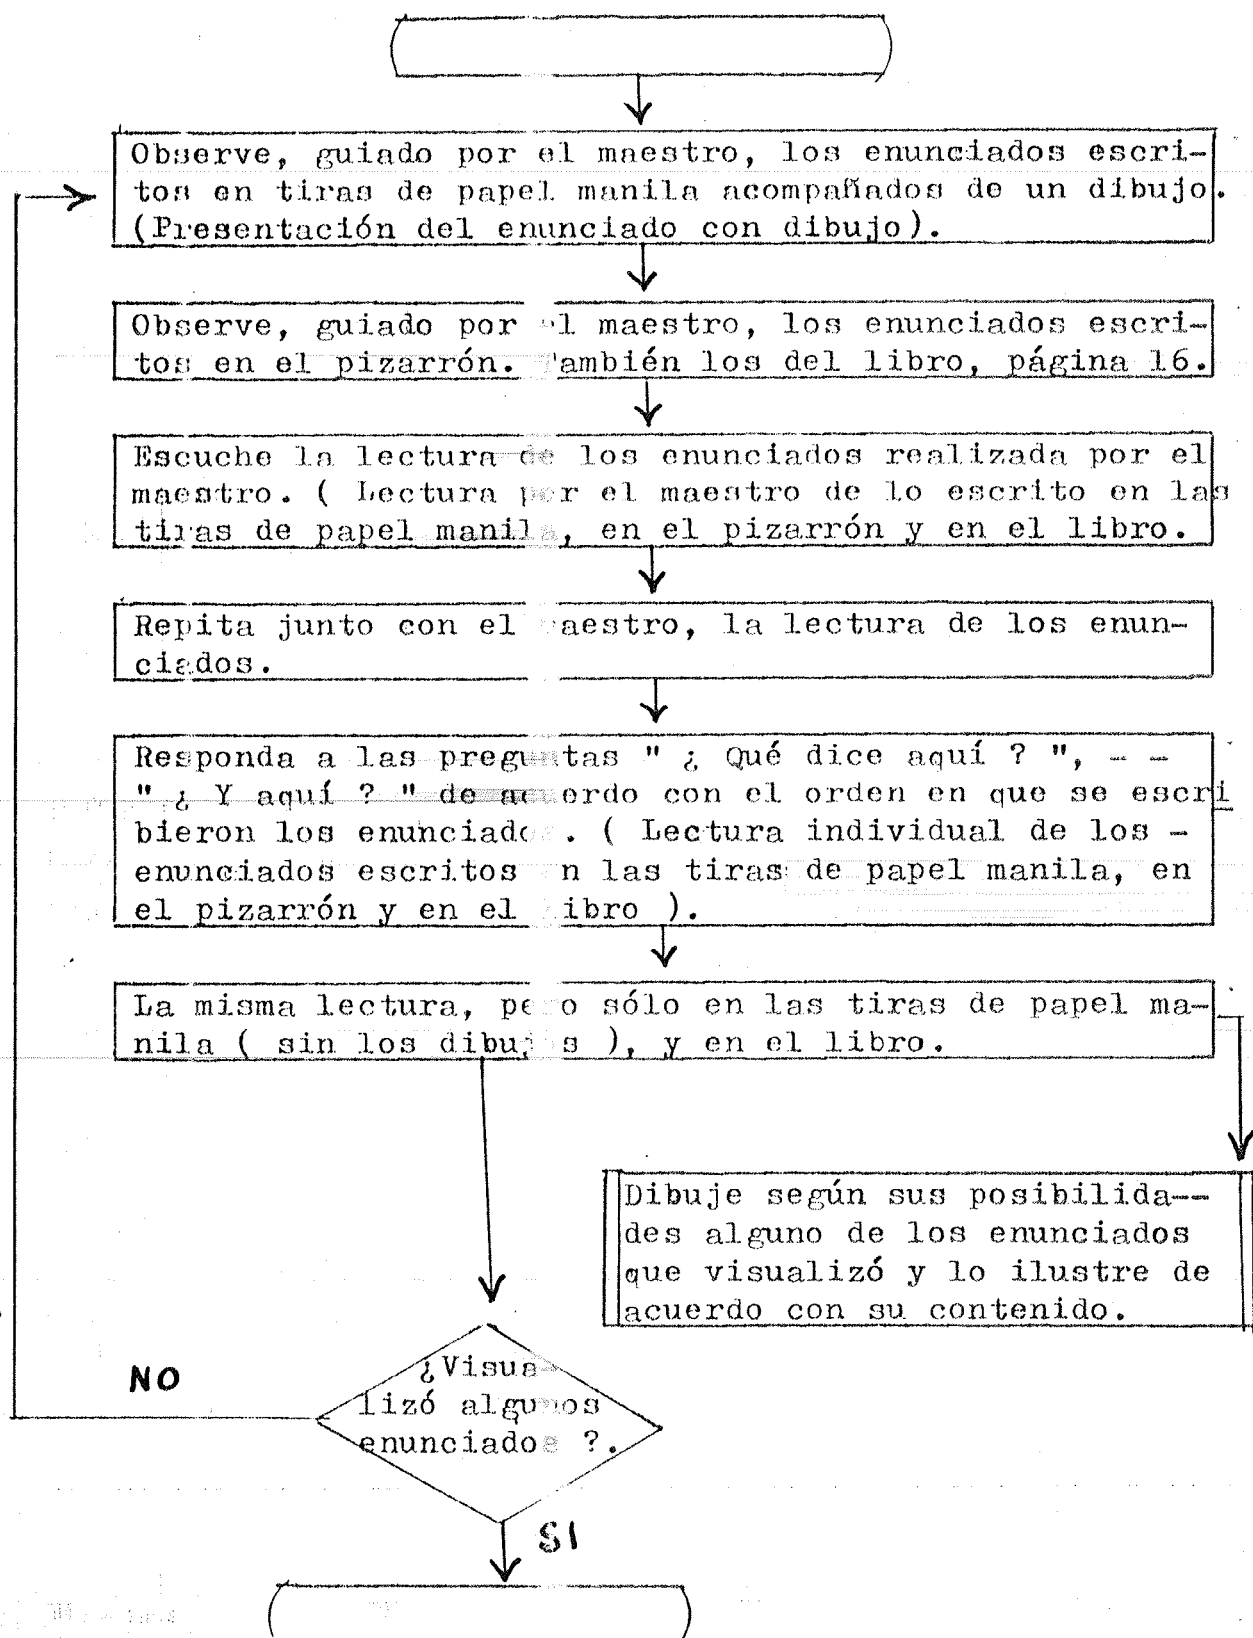 Observe, guiado por el maestro, los enunciados escri-
tos en tiras de papel manila acompañados de un dibujo.
(Presentación del enunciado con dibujo).
Observe, guiado por el maestro, los enunciados escri-
tos en el pizarrón. También los del libro, página 16.
Escuche la lectura de los enunciados realizada por el
maestro. ( Lectura por el maestro de lo escrito en las
tiras de papel manila, en el pizarrón y en el libro.
Repita junto con el maestro, la lectura de los enun-
ciados.
Responda a las preguntas " ¿ Qué dice aquí ? ", - -
" ¿ Y aquí ? " de acuerdo con el orden en que se escri
bieron los enunciados. ( Lectura individual de los -
enunciados escritos en las tiras de papel manila, en
el pizarrón y en el libro ).
La misma lectura, pero sólo en las tiras de papel ma-
nila ( sin los dibujos ), y en el libro.
Dibuje según sus posibilida--
des alguno de los enunciados
que visualizó y lo ilustre de
acuerdo con su contenido.
NO
¿Visua-
lizó algunos
enunciados ?.
SI